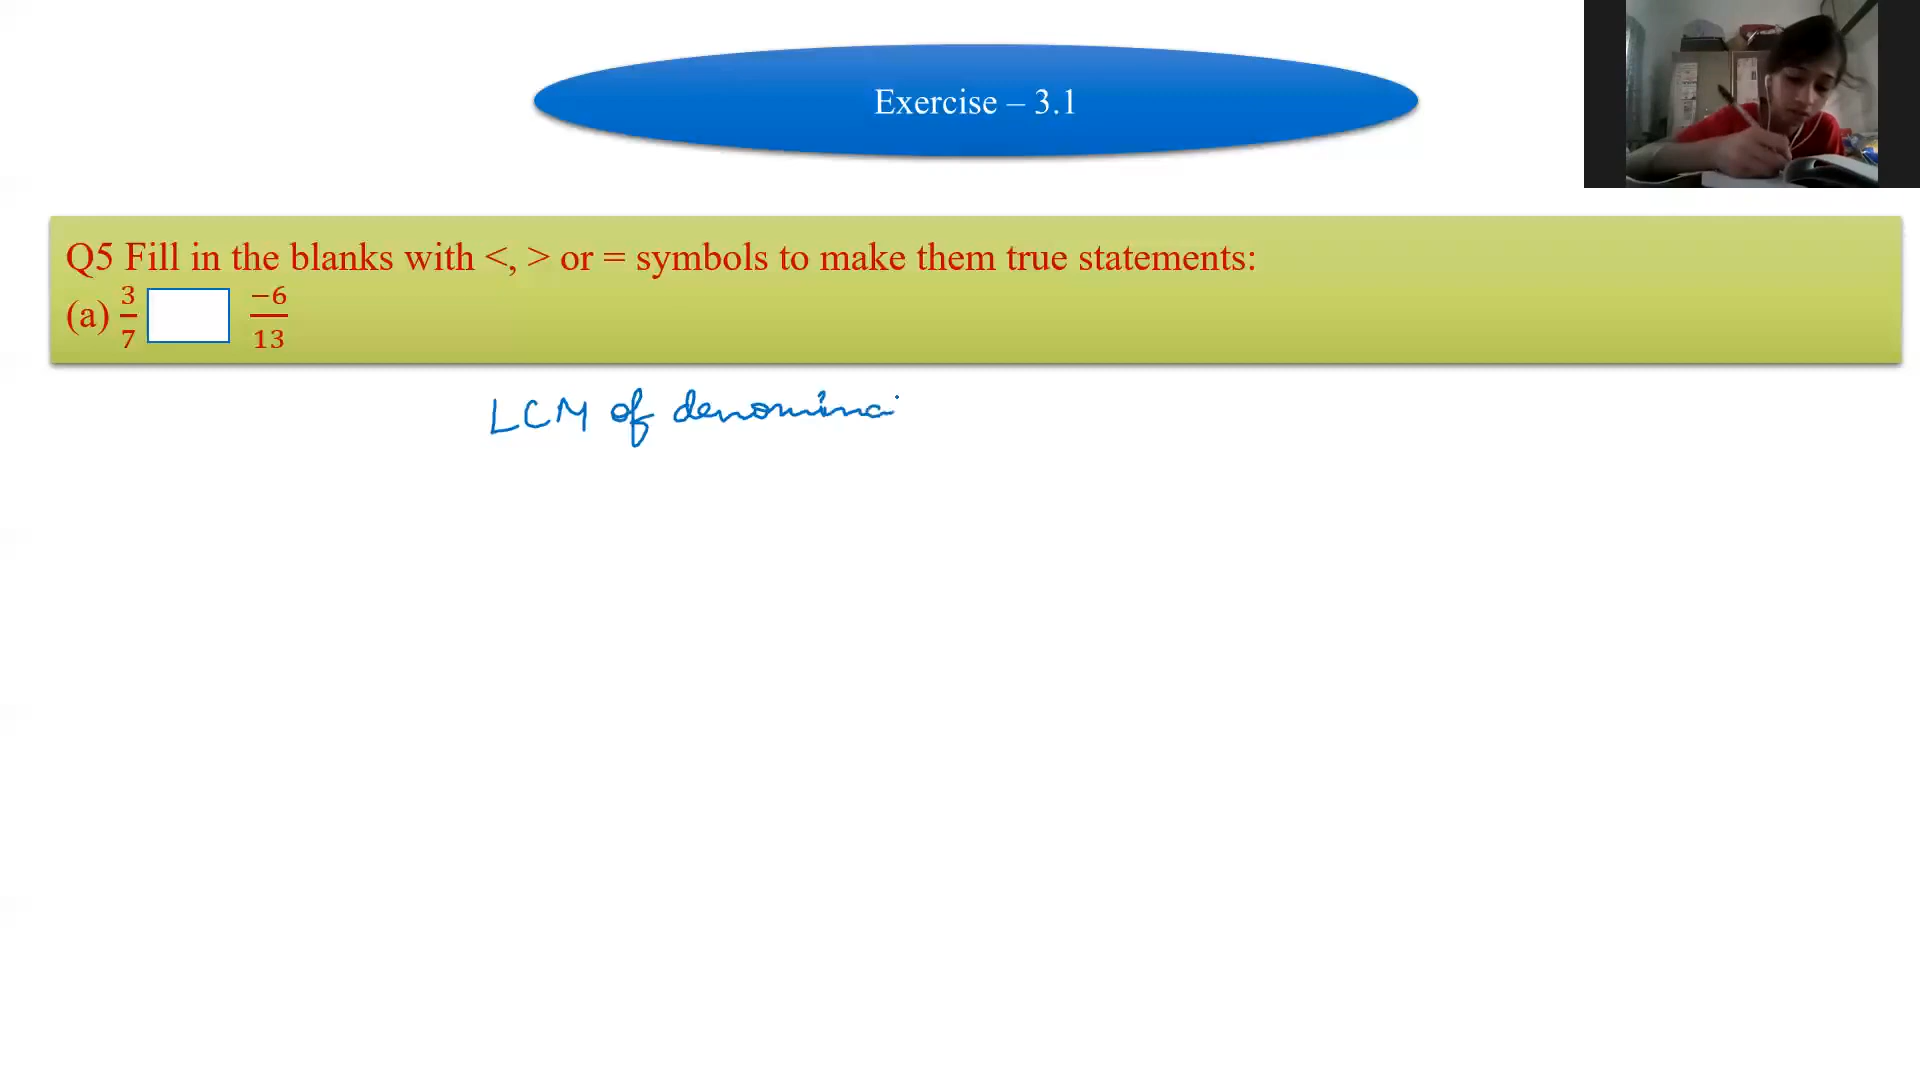 Exercise – 3.1
Q5 Fill in the blanks with <, > or = symbols to make them true statements:
(a) 3/7 □ −6/13
LCM of denomina